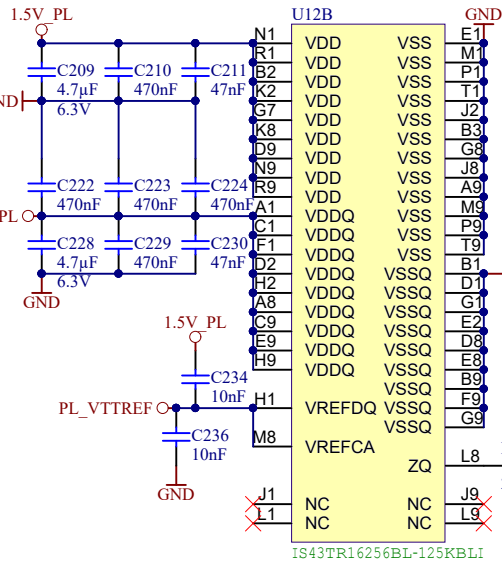 1.5V_PL
U12B
GND
N1 VDD VSS E1
R1 VDD VSS M1
B2 VDD VSS P1
K2 VDD VSS T1
G7 VDD VSS J2
K8 VDD VSS B3
D9 VDD VSS G8
N9 VDD VSS J8
R9 VDD VSS A9
A1 VDDQ VSS M9
C1 VDDQ VSS P9
F1 VDDQ VSS T9
D2 VDDQ VSSQ B1
H2 VDDQ VSSQ D1
A8 VDDQ VSSQ G1
C9 VDDQ VSSQ E2
E9 VDDQ VSSQ D8
H9 VDDQ VSSQ E8
VSSQ B9
H1 VREFDQ VSSQ F9
VSSQ G9
M8 VREFCA
ZQ L8
J1 NC NC J9
L1 NC NC L9
IS43TR16256BL-125KBLI
C209
4.7µF
6.3V
C210
470nF
C211
47nF
ND
C222
470nF
C223
470nF
C224
470nF
PL
C228
4.7µF
6.3V
C229
470nF
C230
47nF
GND
1.5V_PL
C234
10nF
PL_VTTREF
C236
10nF
GND